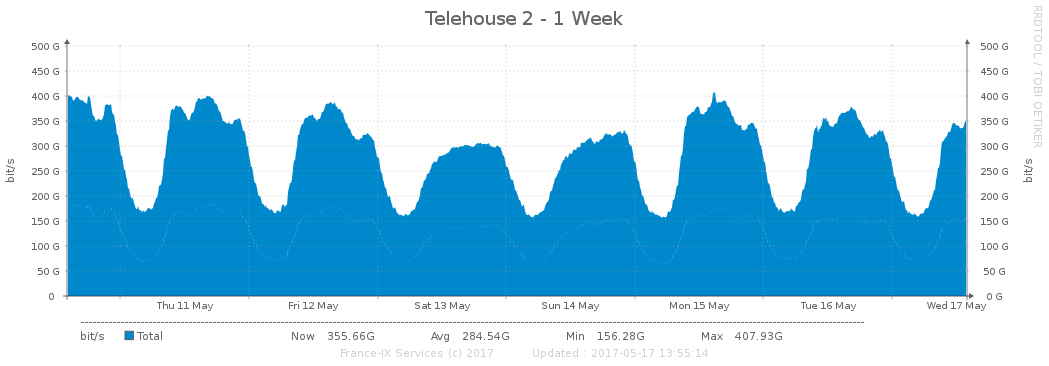 Telehouse 2 - 1 Week
RRDTOOL / TOBI OETIKER
500 G 500 G
450 G 450 G
400 G 400 G
350 G 350 G
300 G 300 G
250 G 250 G
200 G 200 G
150 G 150 G
100 G 100 G
50 G 50 G
0 0 G
bit/s bit/s
Thu 11 May Fri 12 May Sat 13 May Sun 14 May Mon 15 May Tue 16 May Wed 17 May
bit/s Total Now 355.66G Avg 284.54G Min 156.28G Max 407.93G
France-IX Services (c) 2017 Updated : 2017-05-17 13:55:14